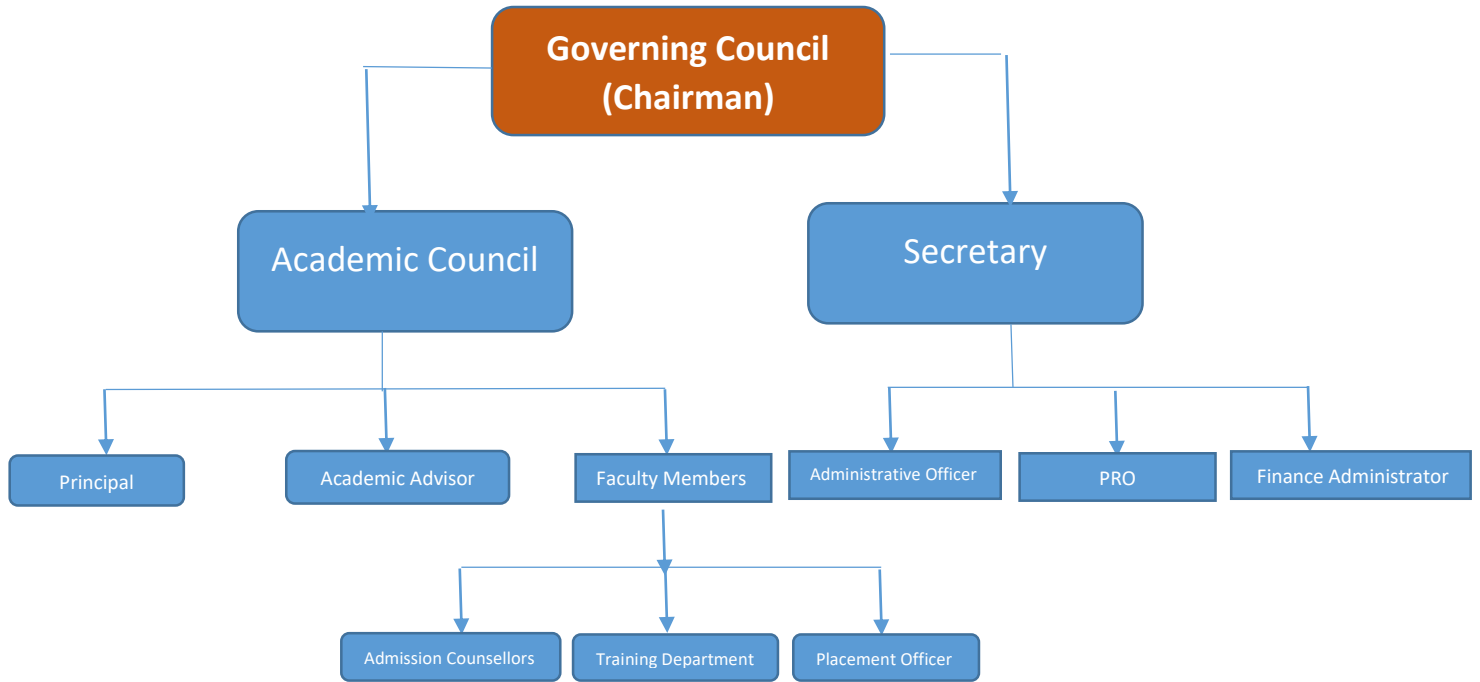 Governing Council
(Chairman)
Academic Council
Secretary
Principal
Academic Advisor
Faculty Members
Administrative Officer
PRO
Finance Administrator
Admission Counsellors
Training Department
Placement Officer